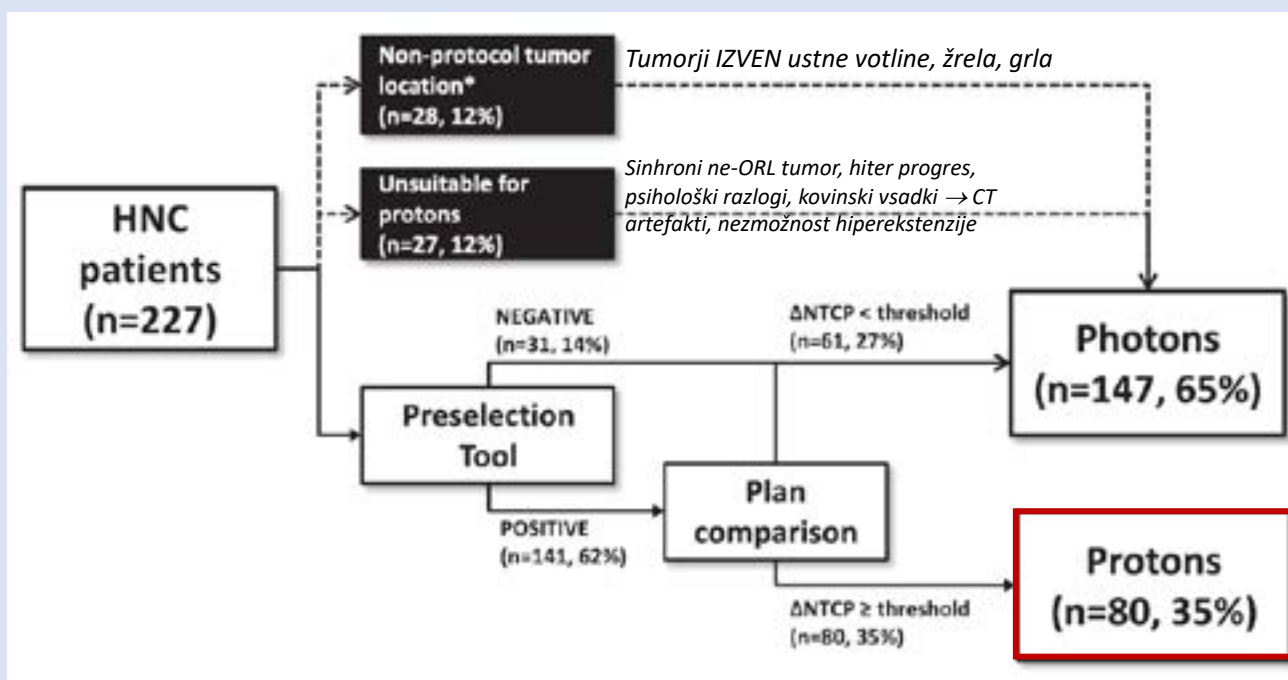 Non-protocol tumor
location*
(n=28, 12%)
Tumorji IZVEN ustne votline, žrela, grla
Unsuitable for
protons
(n=27, 12%)
Sinhroni ne-ORL tumor, hiter progres,
psihološki razlogi, kovinski vsadki → CT
artefakti, nezmožnost hiperekstenzije
HNC
patients
(n=227)
NEGATIVE
(n=31, 14%)
ΔNTCP < threshold
(n=61, 27%)
Photons
(n=147, 65%)
Preselection
Tool
Plan
comparison
POSITIVE
(n=141, 62%)
ΔNTCP ≥ threshold
(n=80, 35%)
Protons
(n=80, 35%)